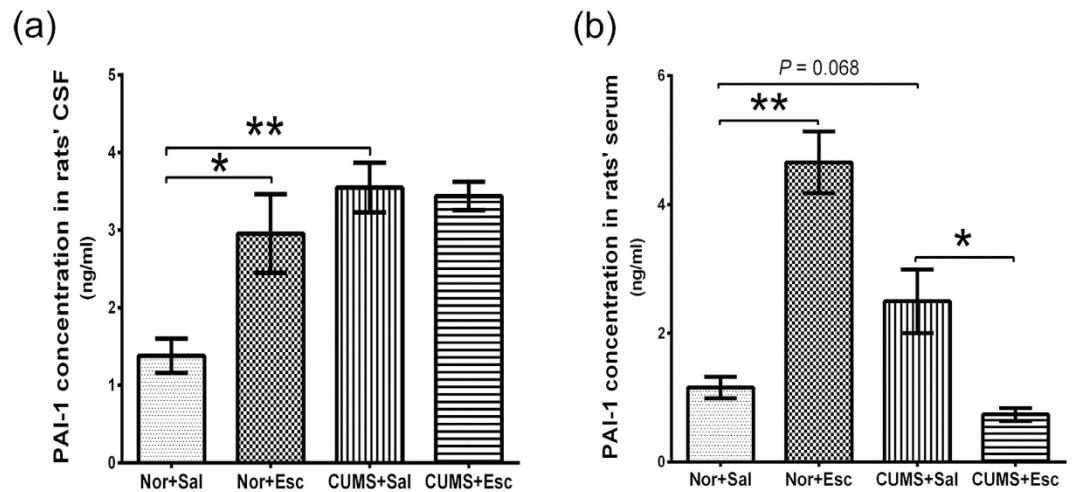 (a)
PAI-1 concentration in rats' CSF
(ng/ml)
5
4
3
2
1
0
**
*
Nor+Sal Nor+Esc CUMS+Sal CUMS+Esc
(b)
PAI-1 concentration in rats' serum
(ng/ml)
6
4
2
0
P = 0.068
**
*
Nor+Sal Nor+Esc CUMS+Sal CUMS+Esc